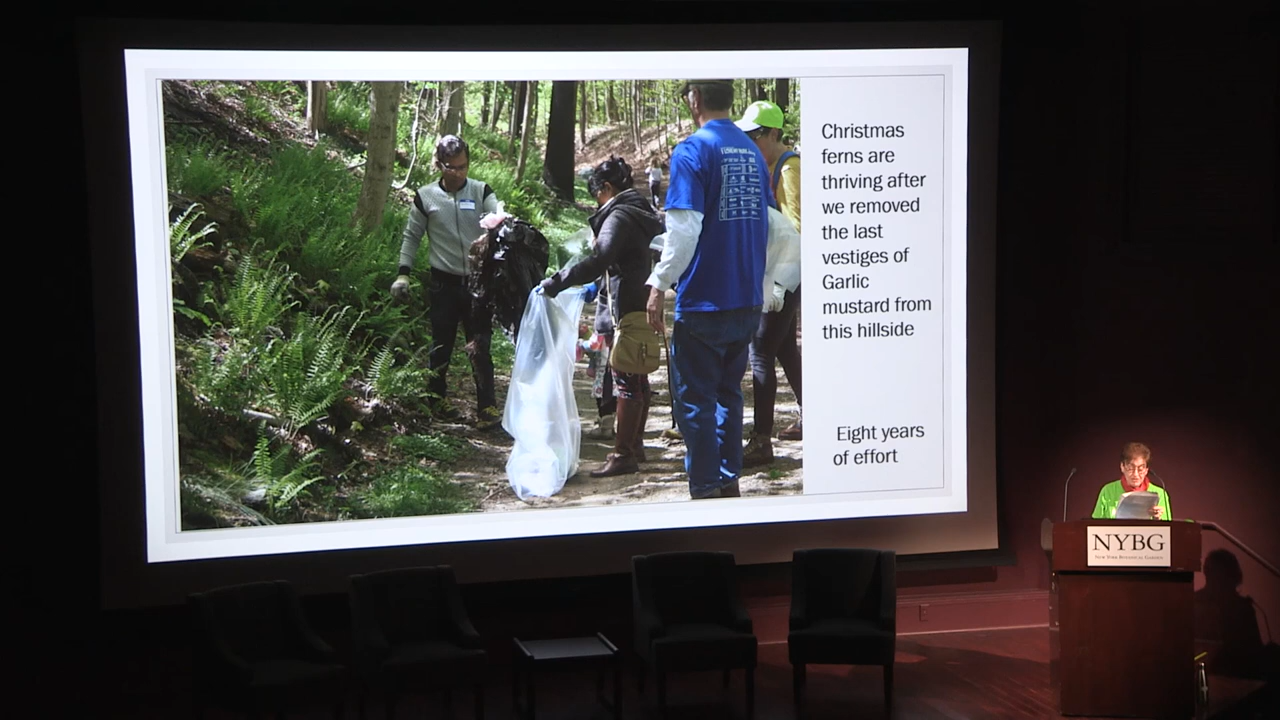 Christmas
ferns are
thriving after
we removed
the last
vestiges of
Garlic
mustard from
this hillside
Eight years
of effort
NYBG
NEW YORK BOTANICAL GARDEN